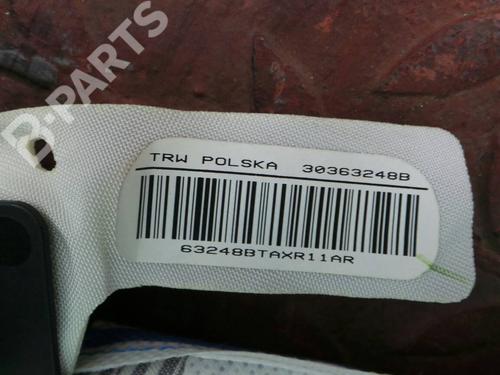 B-PARTS
TRW POLSKA 30363248B
63248BTAXR11AR